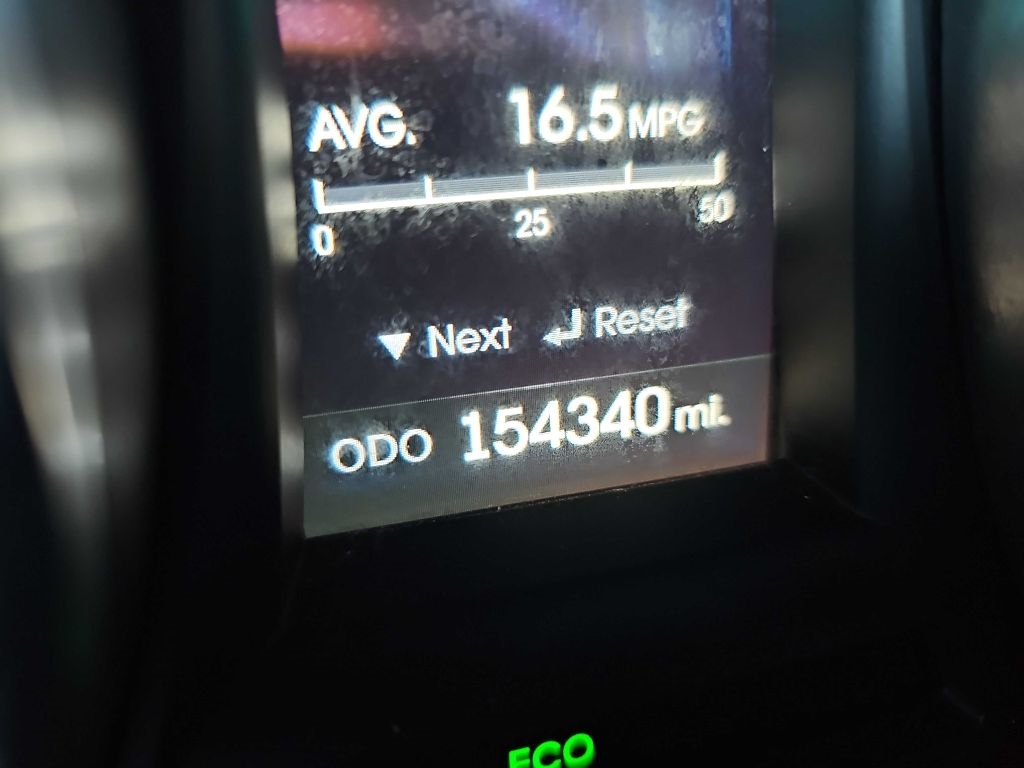 AVG. 16.5 MPG
0 25 50
▼ Next ↵ Reset
ODO 154340 mi.
ECO